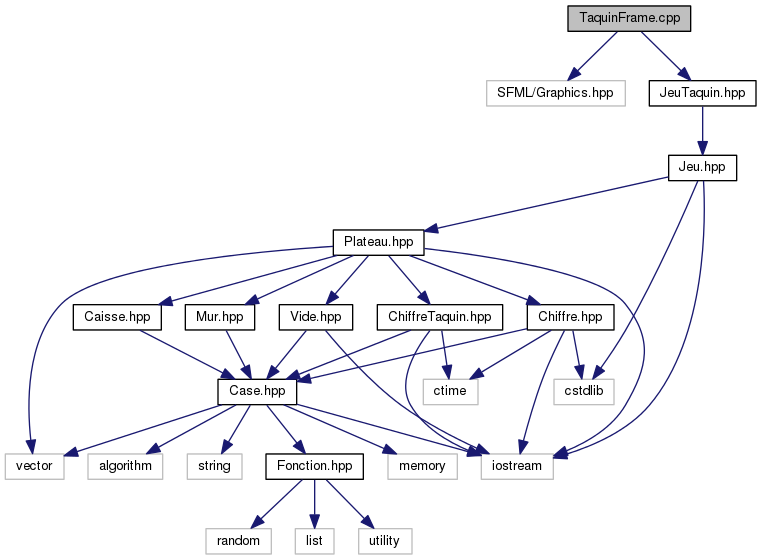 TaquinFrame.cpp
SFML/Graphics.hpp
JeuTaquin.hpp
Jeu.hpp
Plateau.hpp
Caisse.hpp
Mur.hpp
Vide.hpp
ChiffreTaquin.hpp
Chiffre.hpp
Case.hpp
ctime
cstdlib
vector
algorithm
string
Fonction.hpp
memory
iostream
random
list
utility